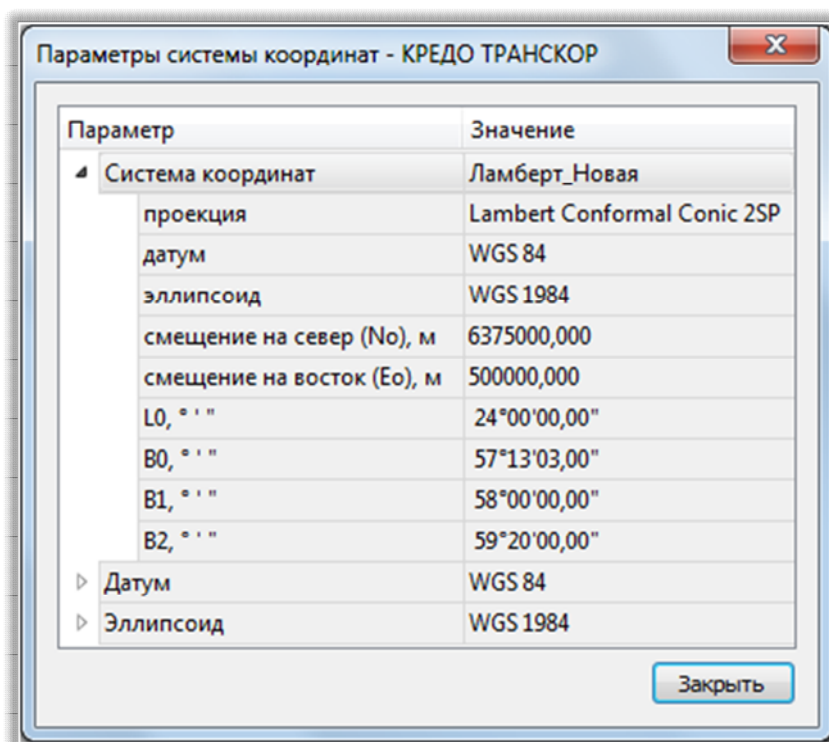 Параметры системы координат - КРЕДО ТРАНСКОР
Параметр Значение
Система координат Ламберт_Новая
проекция Lambert Conformal Conic 2SP
датум WGS 84
эллипсоид WGS 1984
смещение на север (No), м 6375000,000
смещение на восток (Eo), м 500000,000
L0, ° ' " 24°00'00,00"
B0, ° ' " 57°13'03,00"
B1, ° ' " 58°00'00,00"
B2, ° ' " 59°20'00,00"
Датум WGS 84
Эллипсоид WGS 1984
Закрыть